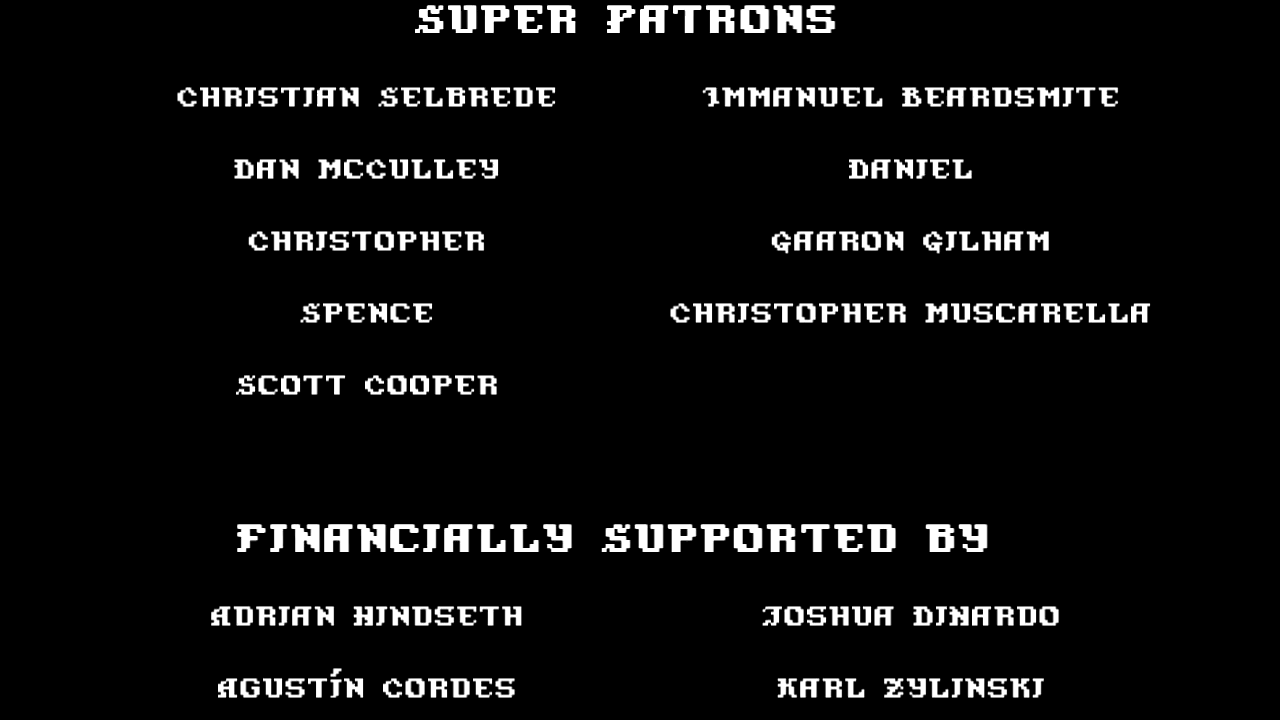 SUPER PATRONS
CHRISTIAN SELBREDE IMMANUEL BEARDSMITE
DAN MCCULLEY DANIEL
CHRISTOPHER GAARON GILHAM
SPENCE CHRISTOPHER MUSCARELLA
SCOTT COOPER
FINANCIALLY SUPPORTED BY
ADRIAN HINDSETH JOSHUA DINARDO
AGUSTÍN CORDES KARL ZYLINSKI